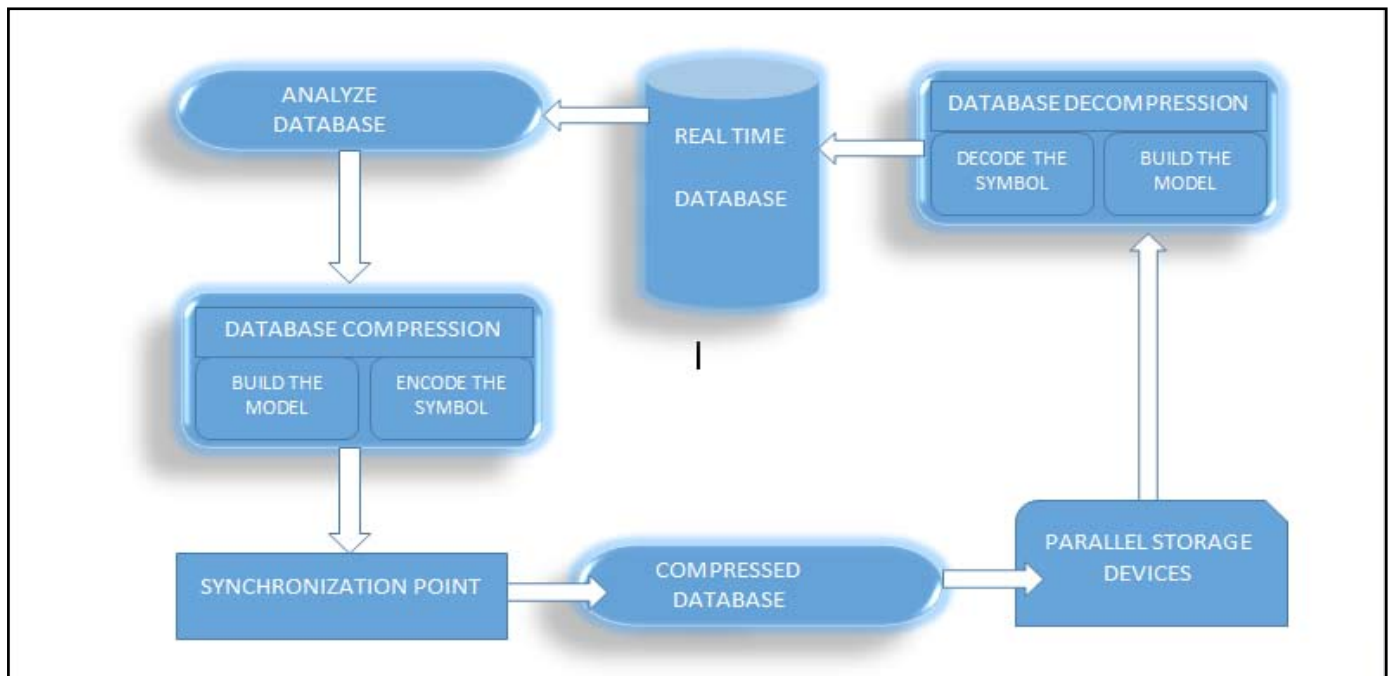 ANALYZE
DATABASE
REAL TIME
DATABASE
DATABASE DECOMPRESSION
DECODE THE
SYMBOL
BUILD THE
MODEL
DATABASE COMPRESSION
BUILD THE
MODEL
ENCODE THE
SYMBOL
SYNCHRONIZATION POINT
COMPRESSED
DATABASE
PARALLEL STORAGE
DEVICES